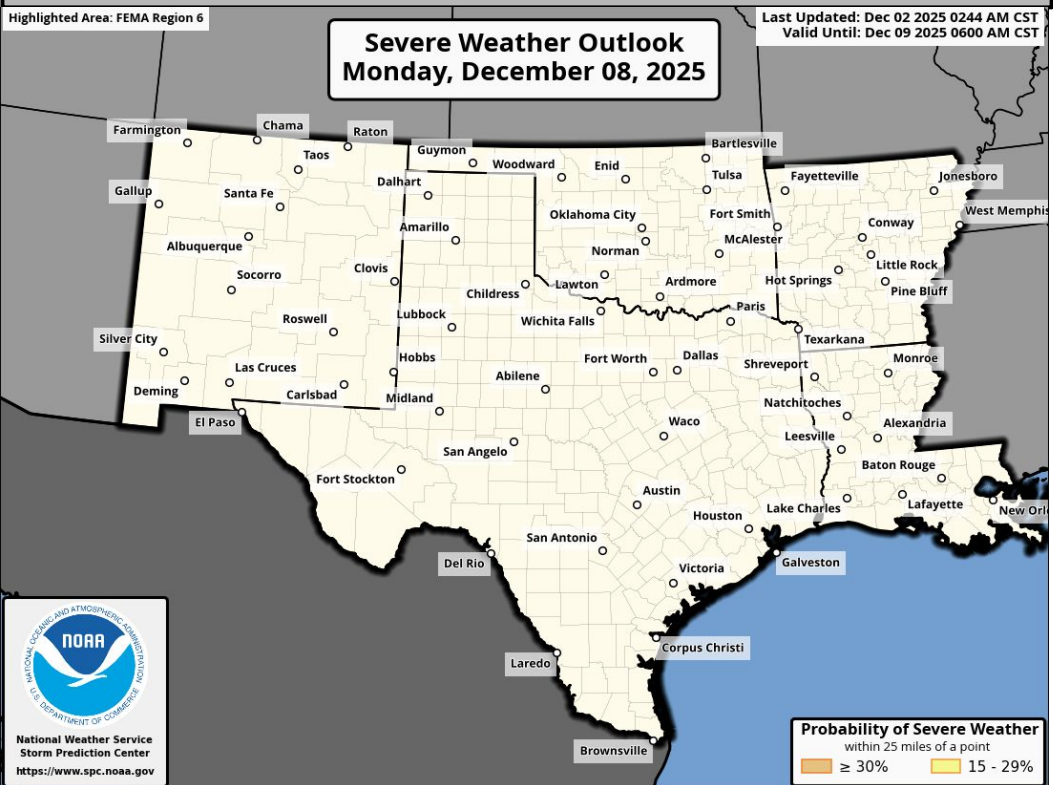 Highlighted Area: FEMA Region 6
Last Updated: Dec 02 2025 0244 AM CST
Valid Until: Dec 09 2025 0600 AM CST
Severe Weather Outlook
Monday, December 08, 2025
Farmington
Chama
Raton
Taos
Guymon
Woodward
Enid
Bartlesville
Tulsa
Fayetteville
Jonesboro
Gallup
Santa Fe
Dalhart
Oklahoma City
Fort Smith
West Memphis
Amarillo
Albuquerque
Norman
McAlester
Conway
Socorro
Clovis
Childress
Lawton
Ardmore
Hot Springs
Little Rock
Pine Bluff
Roswell
Lubbock
Wichita Falls
Paris
Texarkana
Silver City
Las Cruces
Hobbs
Fort Worth
Dallas
Shreveport
Monroe
Deming
Carlsbad
Midland
Abilene
Natchitoches
El Paso
San Angelo
Waco
Leesville
Alexandria
Fort Stockton
Baton Rouge
Austin
Houston
Lake Charles
Lafayette
New Orle
San Antonio
Del Rio
Victoria
Galveston
Laredo
Corpus Christi
Brownsville
NATIONAL OCEANIC AND ATMOSPHERIC ADMINISTRATION
NOAA
U.S. DEPARTMENT OF COMMERCE
National Weather Service
Storm Prediction Center
https://www.spc.noaa.gov
Probability of Severe Weather
within 25 miles of a point
≥ 30%
15 - 29%